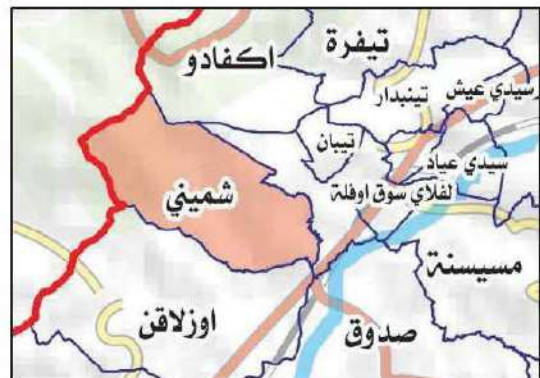 تيفرة
اكفادو
سيدي عيش
تينبدار
تيبان
سيدي عياد
لفلاي سوق اوفلة
شميني
مسيسنة
اوزلاقن
صدوق